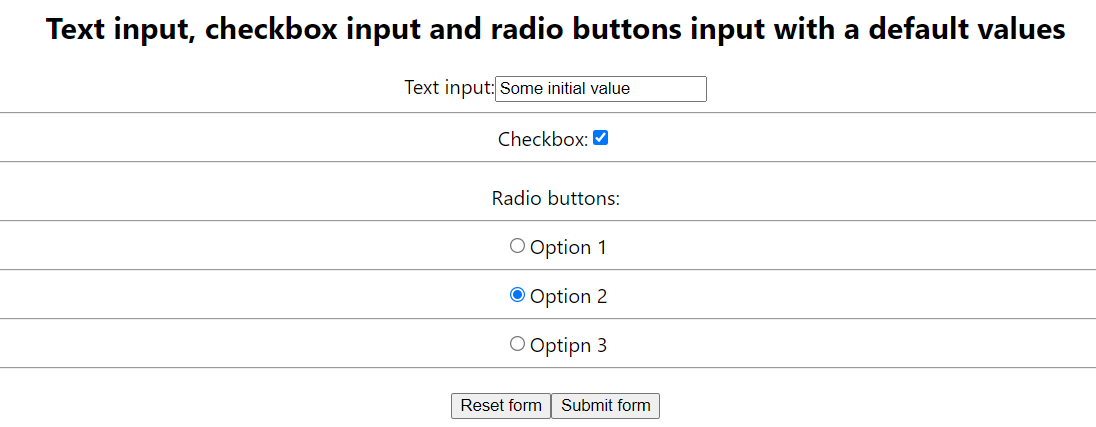 Text input, checkbox input and radio buttons input with a default values
Text input: Some initial value
Checkbox:
Radio buttons:
Option 1
Option 2
Optipn 3
Reset form Submit form